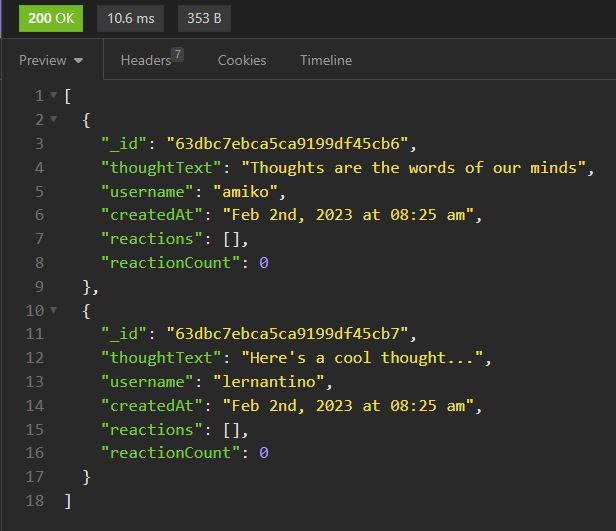 200 OK 10.6 ms 353 B
Preview Headers 7 Cookies Timeline
1 [
2 {
3 "_id": "63dbc7ebca5ca9199df45cb6",
4 "thoughtText": "Thoughts are the words of our minds",
5 "username": "amiko",
6 "createdAt": "Feb 2nd, 2023 at 08:25 am",
7 "reactions": [],
8 "reactionCount": 0
9 },
10 {
11 "_id": "63dbc7ebca5ca9199df45cb7",
12 "thoughtText": "Here's a cool thought...",
13 "username": "lernantino",
14 "createdAt": "Feb 2nd, 2023 at 08:25 am",
15 "reactions": [],
16 "reactionCount": 0
17 }
18 ]